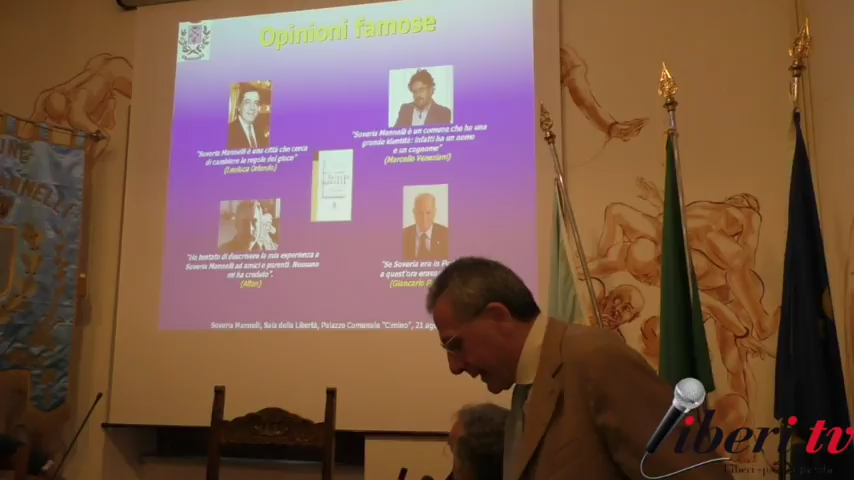 Opinioni famose
"Soveria Mannelli è una città che cerca
di cambiare le regole del gioco"
(Leoluca Orlando)
"Soveria Mannelli è un comune che ha una
grande identità: infatti ha un nome
e un cognome"
(Marcello Veneziani)
"Ho tentato di descrivere la mia esperienza a
Soveria Mannelli ad amici e parenti. Nessuno
mi ha creduto".
(Altan)
"Se Soveria era in
a quest'ora
(Giancarlo
Soveria Mannelli, Sala della Libertà, Palazzo Comunale "Cimino", 21
liberi tv